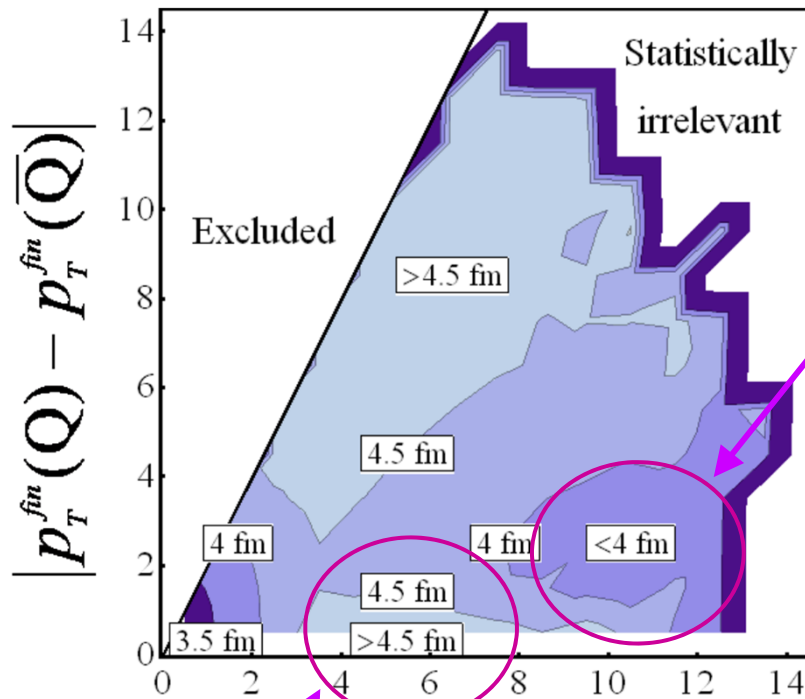 |p_T^{fin}(Q) − p_T^{fin}(Q̅)|
14
12
10
8
6
4
2
0
Statistically
irrelevant
Excluded
>4.5 fm
4.5 fm
4 fm
4 fm
<4 fm
4.5 fm
3.5 fm
>4.5 fm
0 2 4 6 8 10 12 14